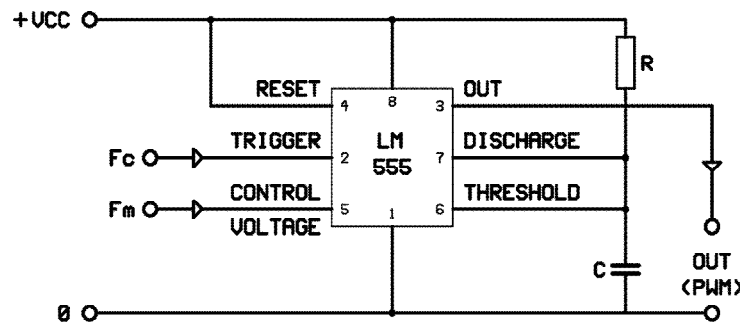 +VCC
R
RESET
4
8
3
OUT
Fc
TRIGGER
2
LM
555
7
DISCHARGE
Fm
CONTROL
VOLTAGE
5
1
6
THRESHOLD
C
OUT
(PWM)
0